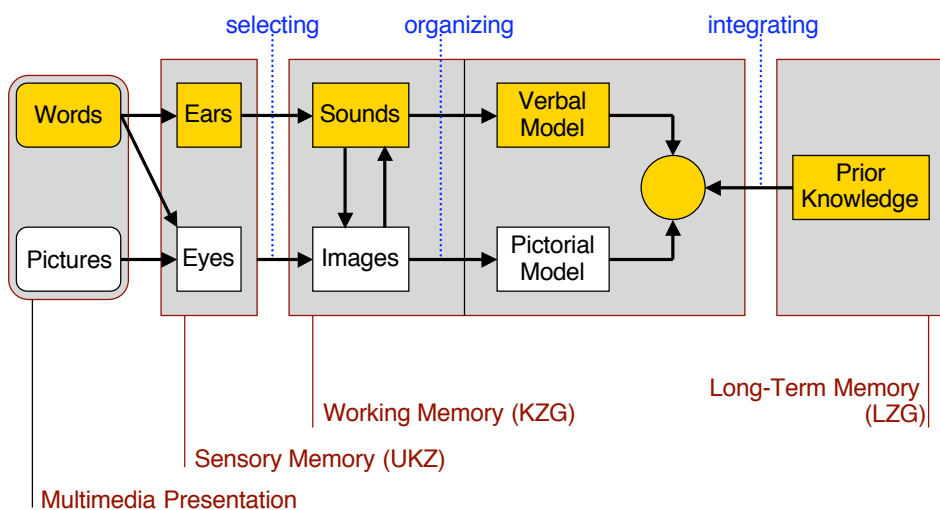 selecting
organizing
integrating
Words
Ears
Sounds
Verbal
Model
Prior
Knowledge
Pictures
Eyes
Images
Pictorial
Model
Long-Term Memory
(LZG)
Working Memory (KZG)
Sensory Memory (UKZ)
Multimedia Presentation